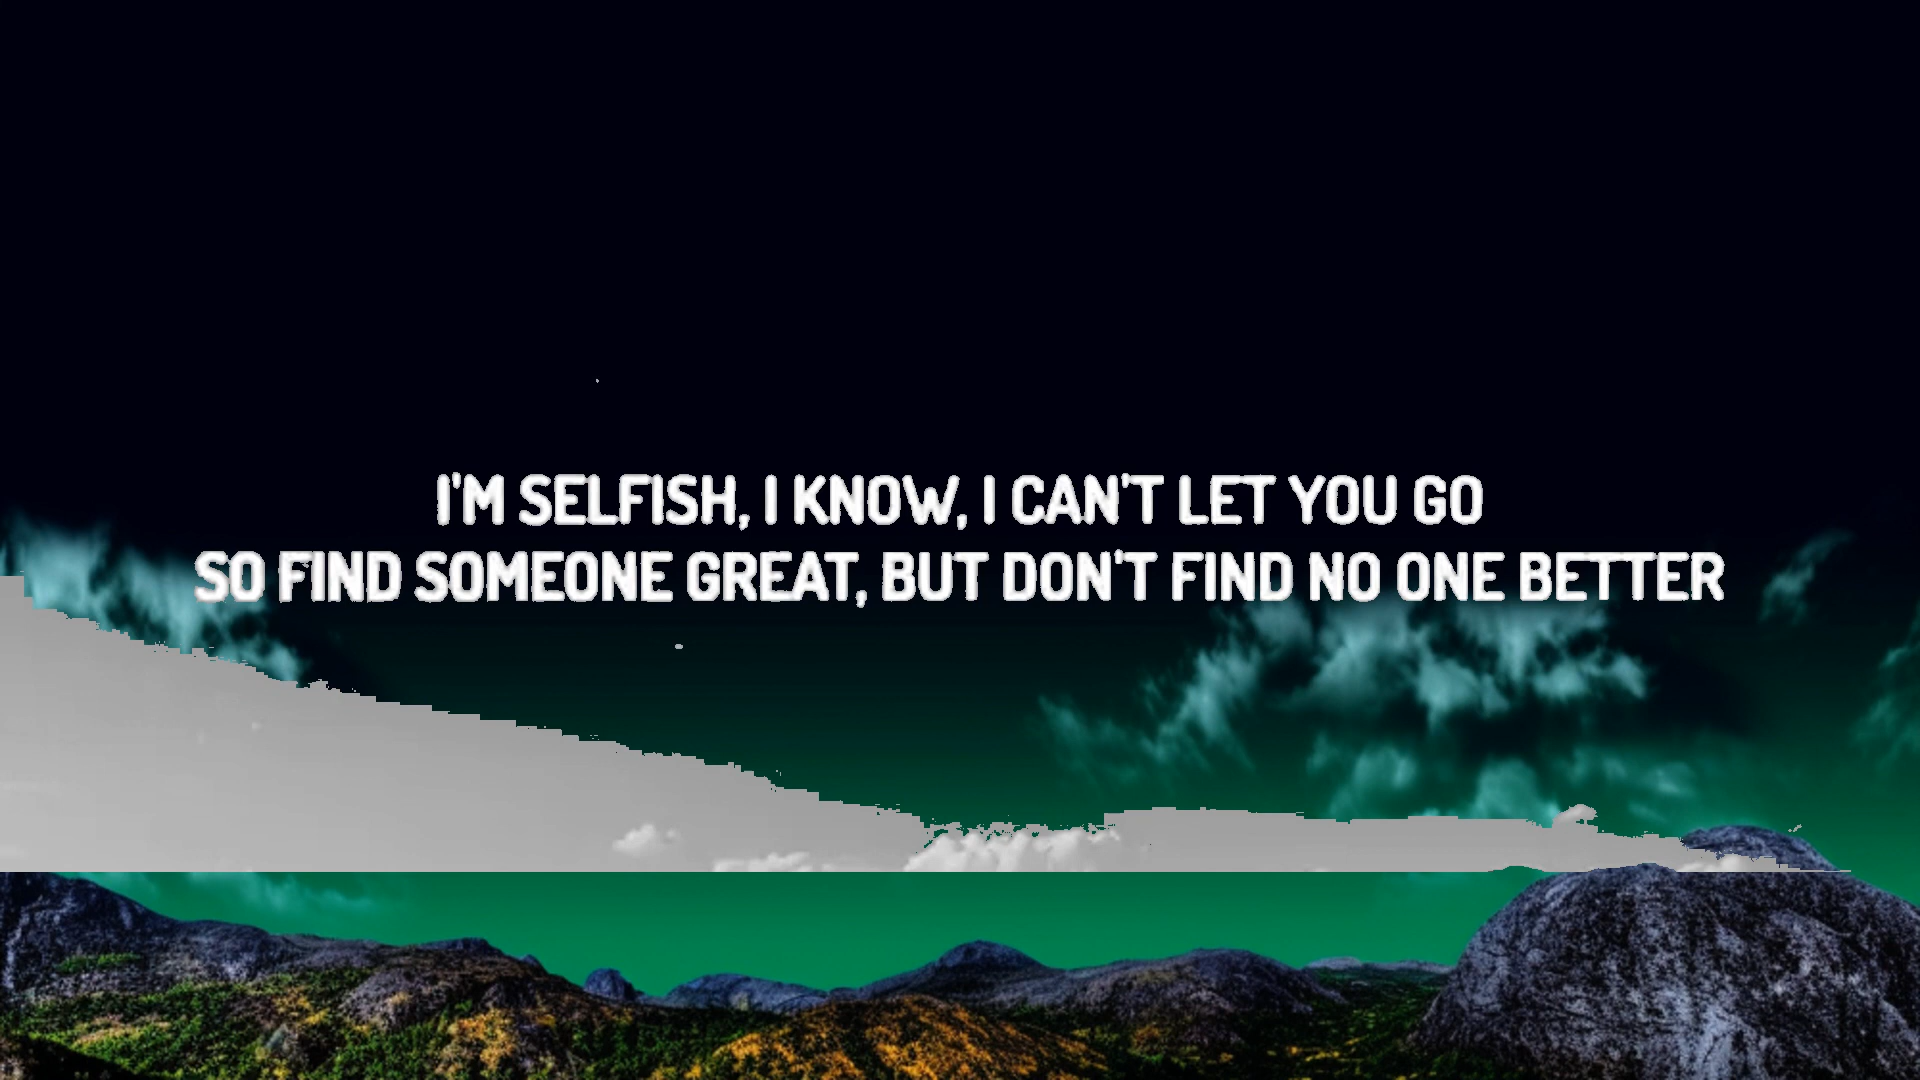 I'M SELFISH, I KNOW, I CAN'T LET YOU GO
SO FIND SOMEONE GREAT, BUT DON'T FIND NO ONE BETTER